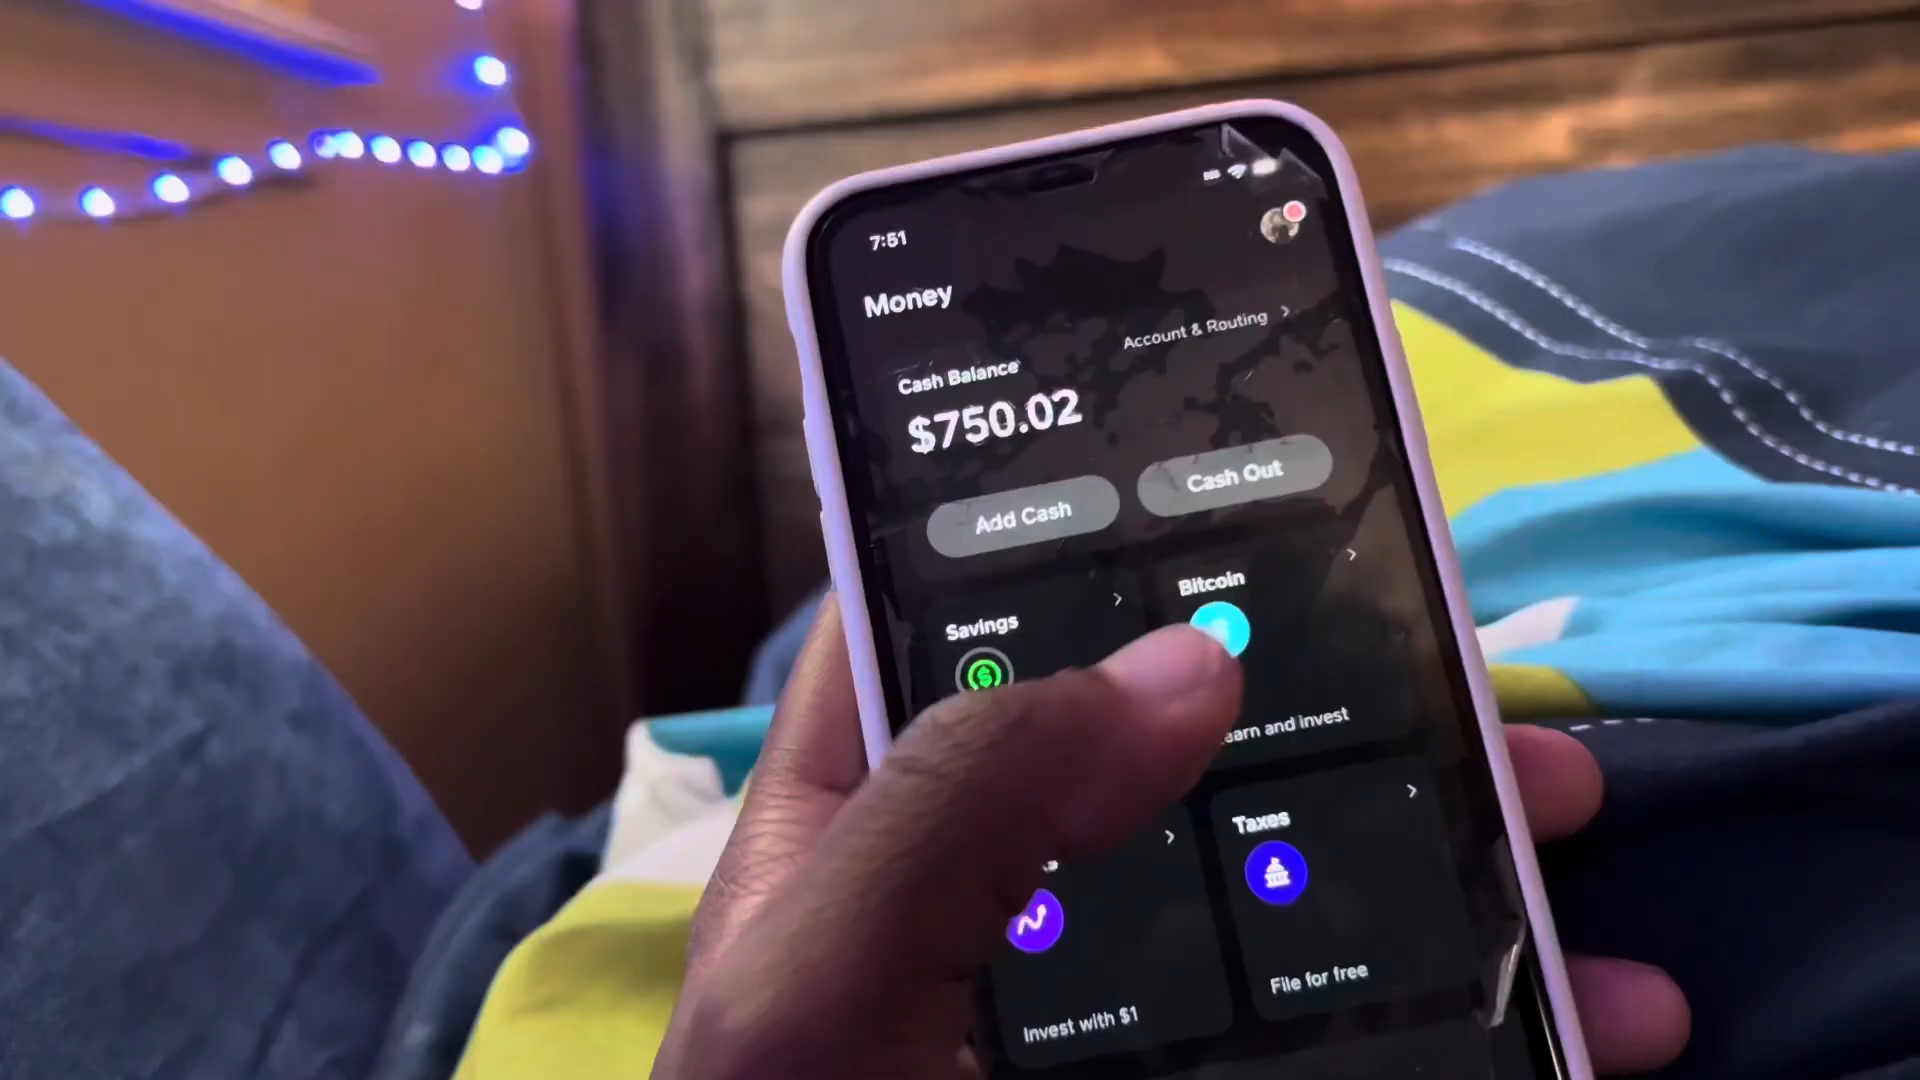 7:51
Money
Account & Routing
Cash Balance
$750.02
Add Cash
Cash Out
Savings
Bitcoin
earn and invest
Taxes
File for free
Invest with $1